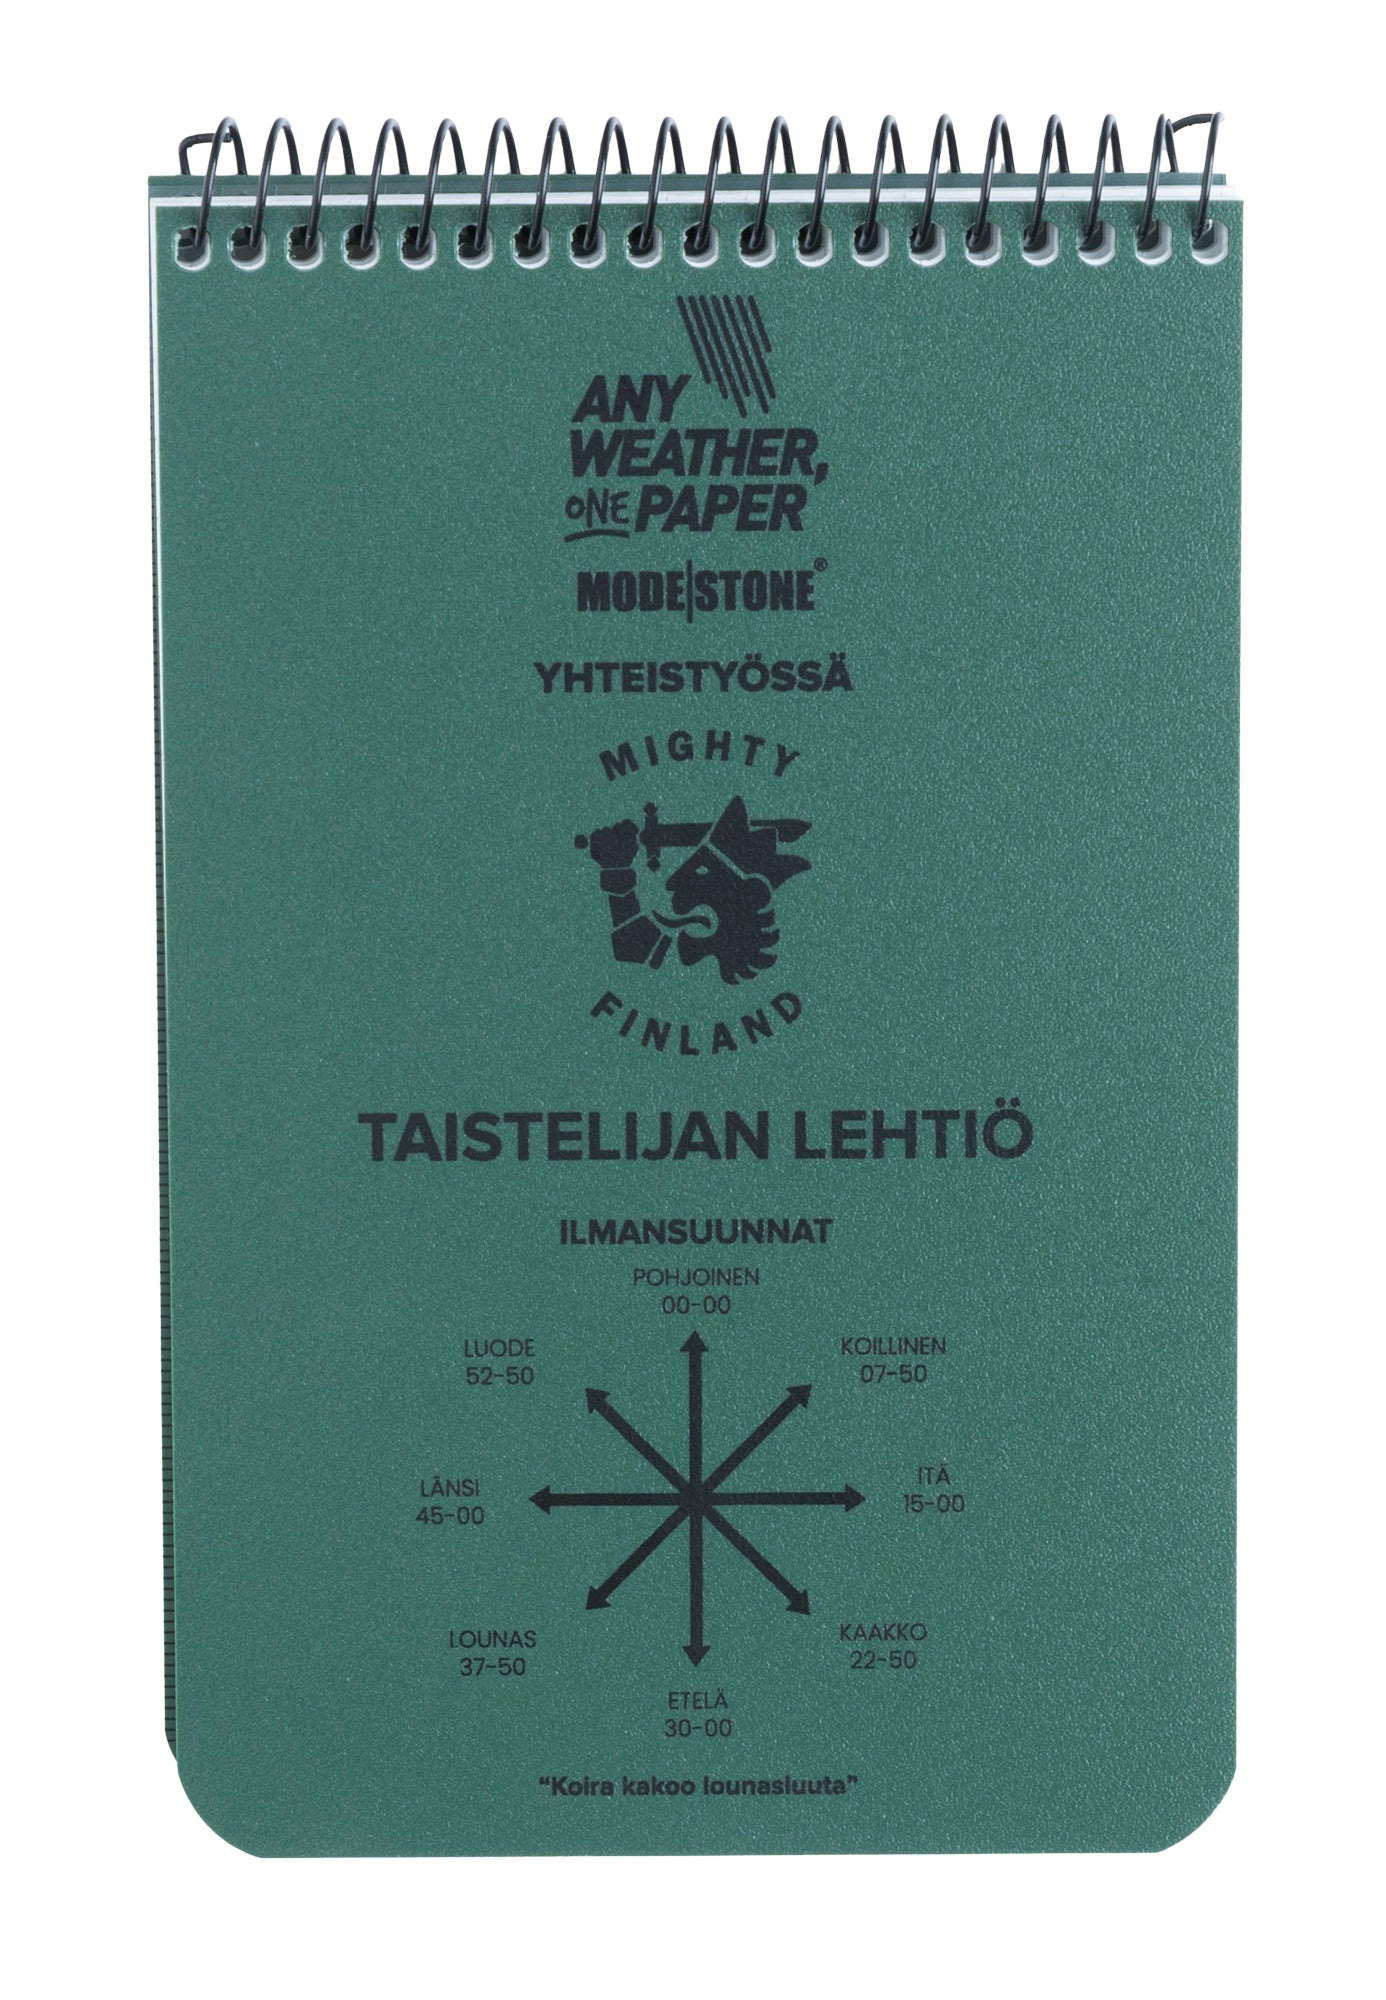 ANY
WEATHER,
ONE PAPER
MODE|STONE®
YHTEISTYÖSSÄ
MIGHTY
FINLAND
TAISTELIJAN LEHTIÖ
ILMANSUUNNAT
POHJOINEN
00-00
LUODE
52-50
KOILLINEN
07-50
LÄNSI
45-00
ITÄ
15-00
LOUNAS
37-50
KAAKKO
22-50
ETELÄ
30-00
“Koira kakoo lounasluuta”